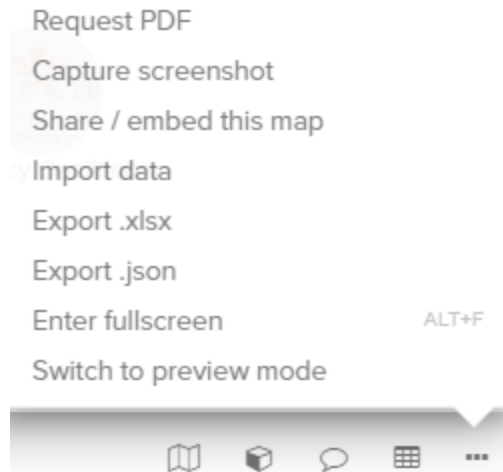 Request PDF
Capture screenshot
Share / embed this map
Import data
Export .xlsx
Export .json
Enter fullscreen ALT+F
Switch to preview mode